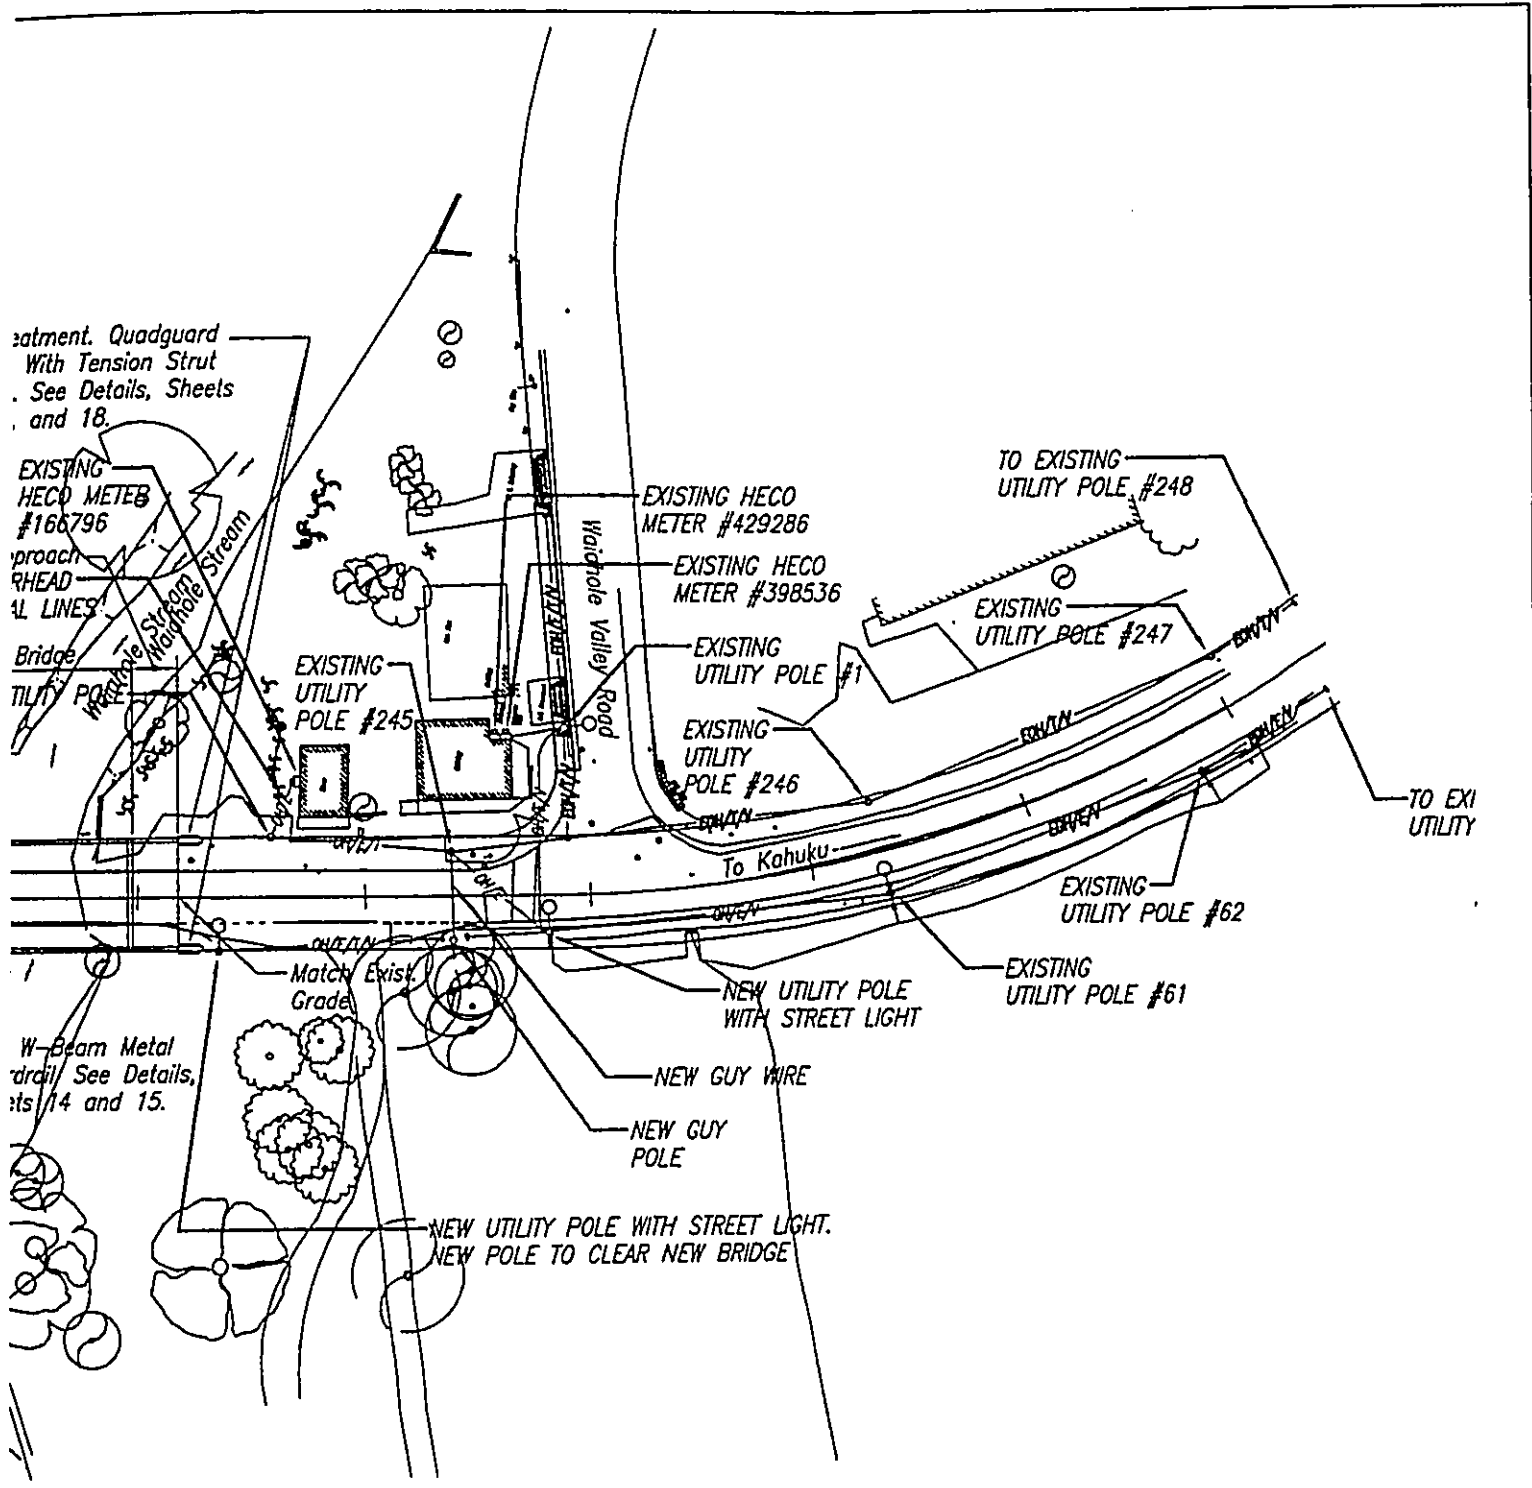 eatment. Quadguard
With Tension Strut
. See Details, Sheets
and 18.
EXISTING
HECO METER
#166796
pproach
RHEAD
AL LINES
Bridge
TILITY POLE
Waiahole Stream
Waiahole Stream
EXISTING
UTILITY
POLE #245
EXISTING HECO
METER #429286
EXISTING HECO
METER #398536
Waiahole Valley Road
EXISTING
UTILITY POLE #1
EXISTING
UTILITY
POLE #246
TO EXISTING
UTILITY POLE #248
EXISTING
UTILITY POLE #247
To Kahuku
TO EXI
UTILITY
EXISTING
UTILITY POLE #62
EXISTING
UTILITY POLE #61
Match Exist.
Grade
NEW UTILITY POLE
WITH STREET LIGHT
NEW GUY WIRE
NEW GUY
POLE
W-Beam Metal
rdrail. See Details,
ets 14 and 15.
NEW UTILITY POLE WITH STREET LIGHT.
NEW POLE TO CLEAR NEW BRIDGE